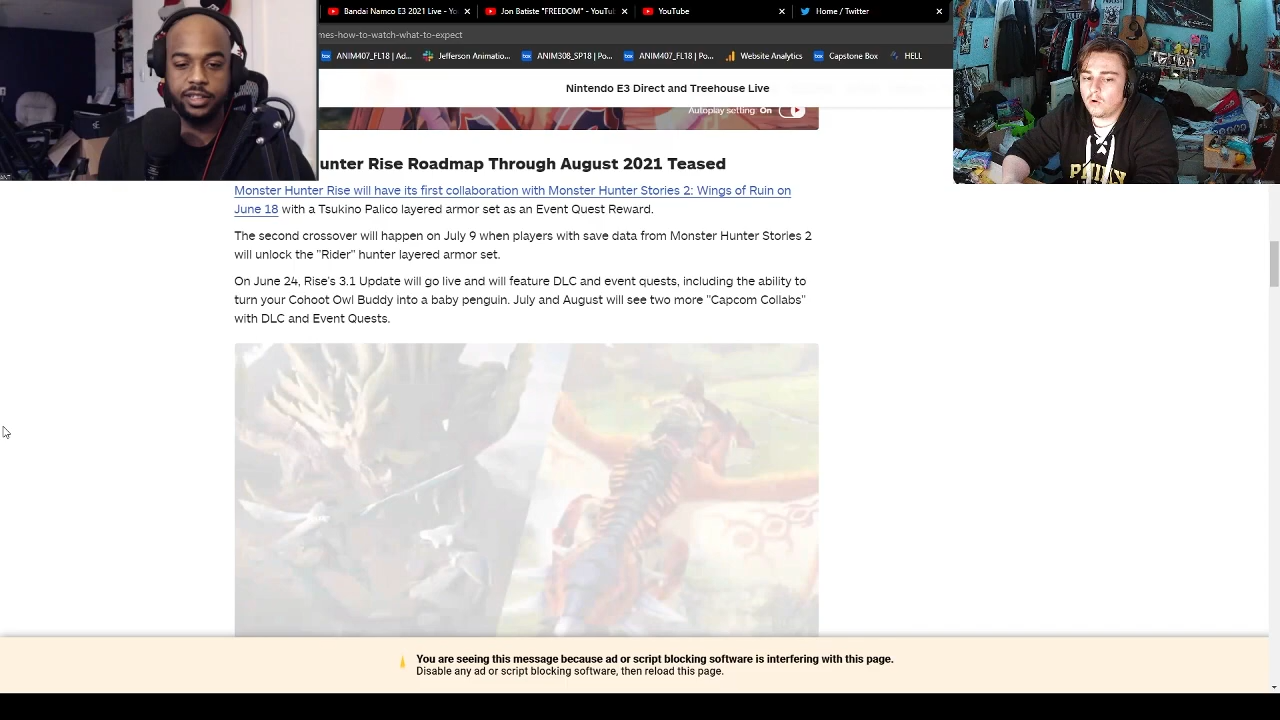 Bandai Namco E3 2021 Live - Yo
Jon Batiste "FREEDOM" - YouTul
YouTube
Home / Twitter
mes-how-to-watch-what-to-expect
ANIM407_FL18 | Ad...
Jefferson Animatio...
ANIM308_SP18 | Po...
ANIM407_FL18 | Po...
Website Analytics
Capstone Box
HELL
Nintendo E3 Direct and Treehouse Live
Autoplay setting: On
unter Rise Roadmap Through August 2021 Teased
Monster Hunter Rise will have its first collaboration with Monster Hunter Stories 2: Wings of Ruin on
June 18 with a Tsukino Palico layered armor set as an Event Quest Reward.
The second crossover will happen on July 9 when players with save data from Monster Hunter Stories 2
will unlock the "Rider" hunter layered armor set.
On June 24, Rise's 3.1 Update will go live and will feature DLC and event quests, including the ability to
turn your Cohoot Owl Buddy into a baby penguin. July and August will see two more "Capcom Collabs"
with DLC and Event Quests.
PHILLY
You are seeing this message because ad or script blocking software is interfering with this page.
Disable any ad or script blocking software, then reload this page.